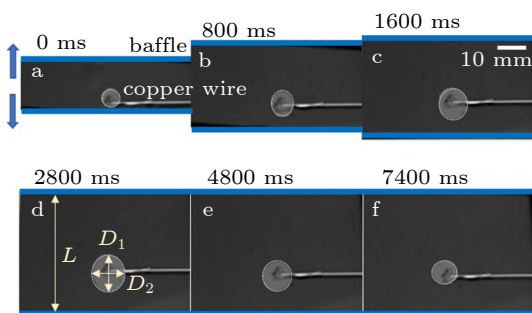 0 ms
baffle
a
copper wire
800 ms
b
1600 ms
c
10 mm
2800 ms
d
L
D1
D2
4800 ms
e
7400 ms
f